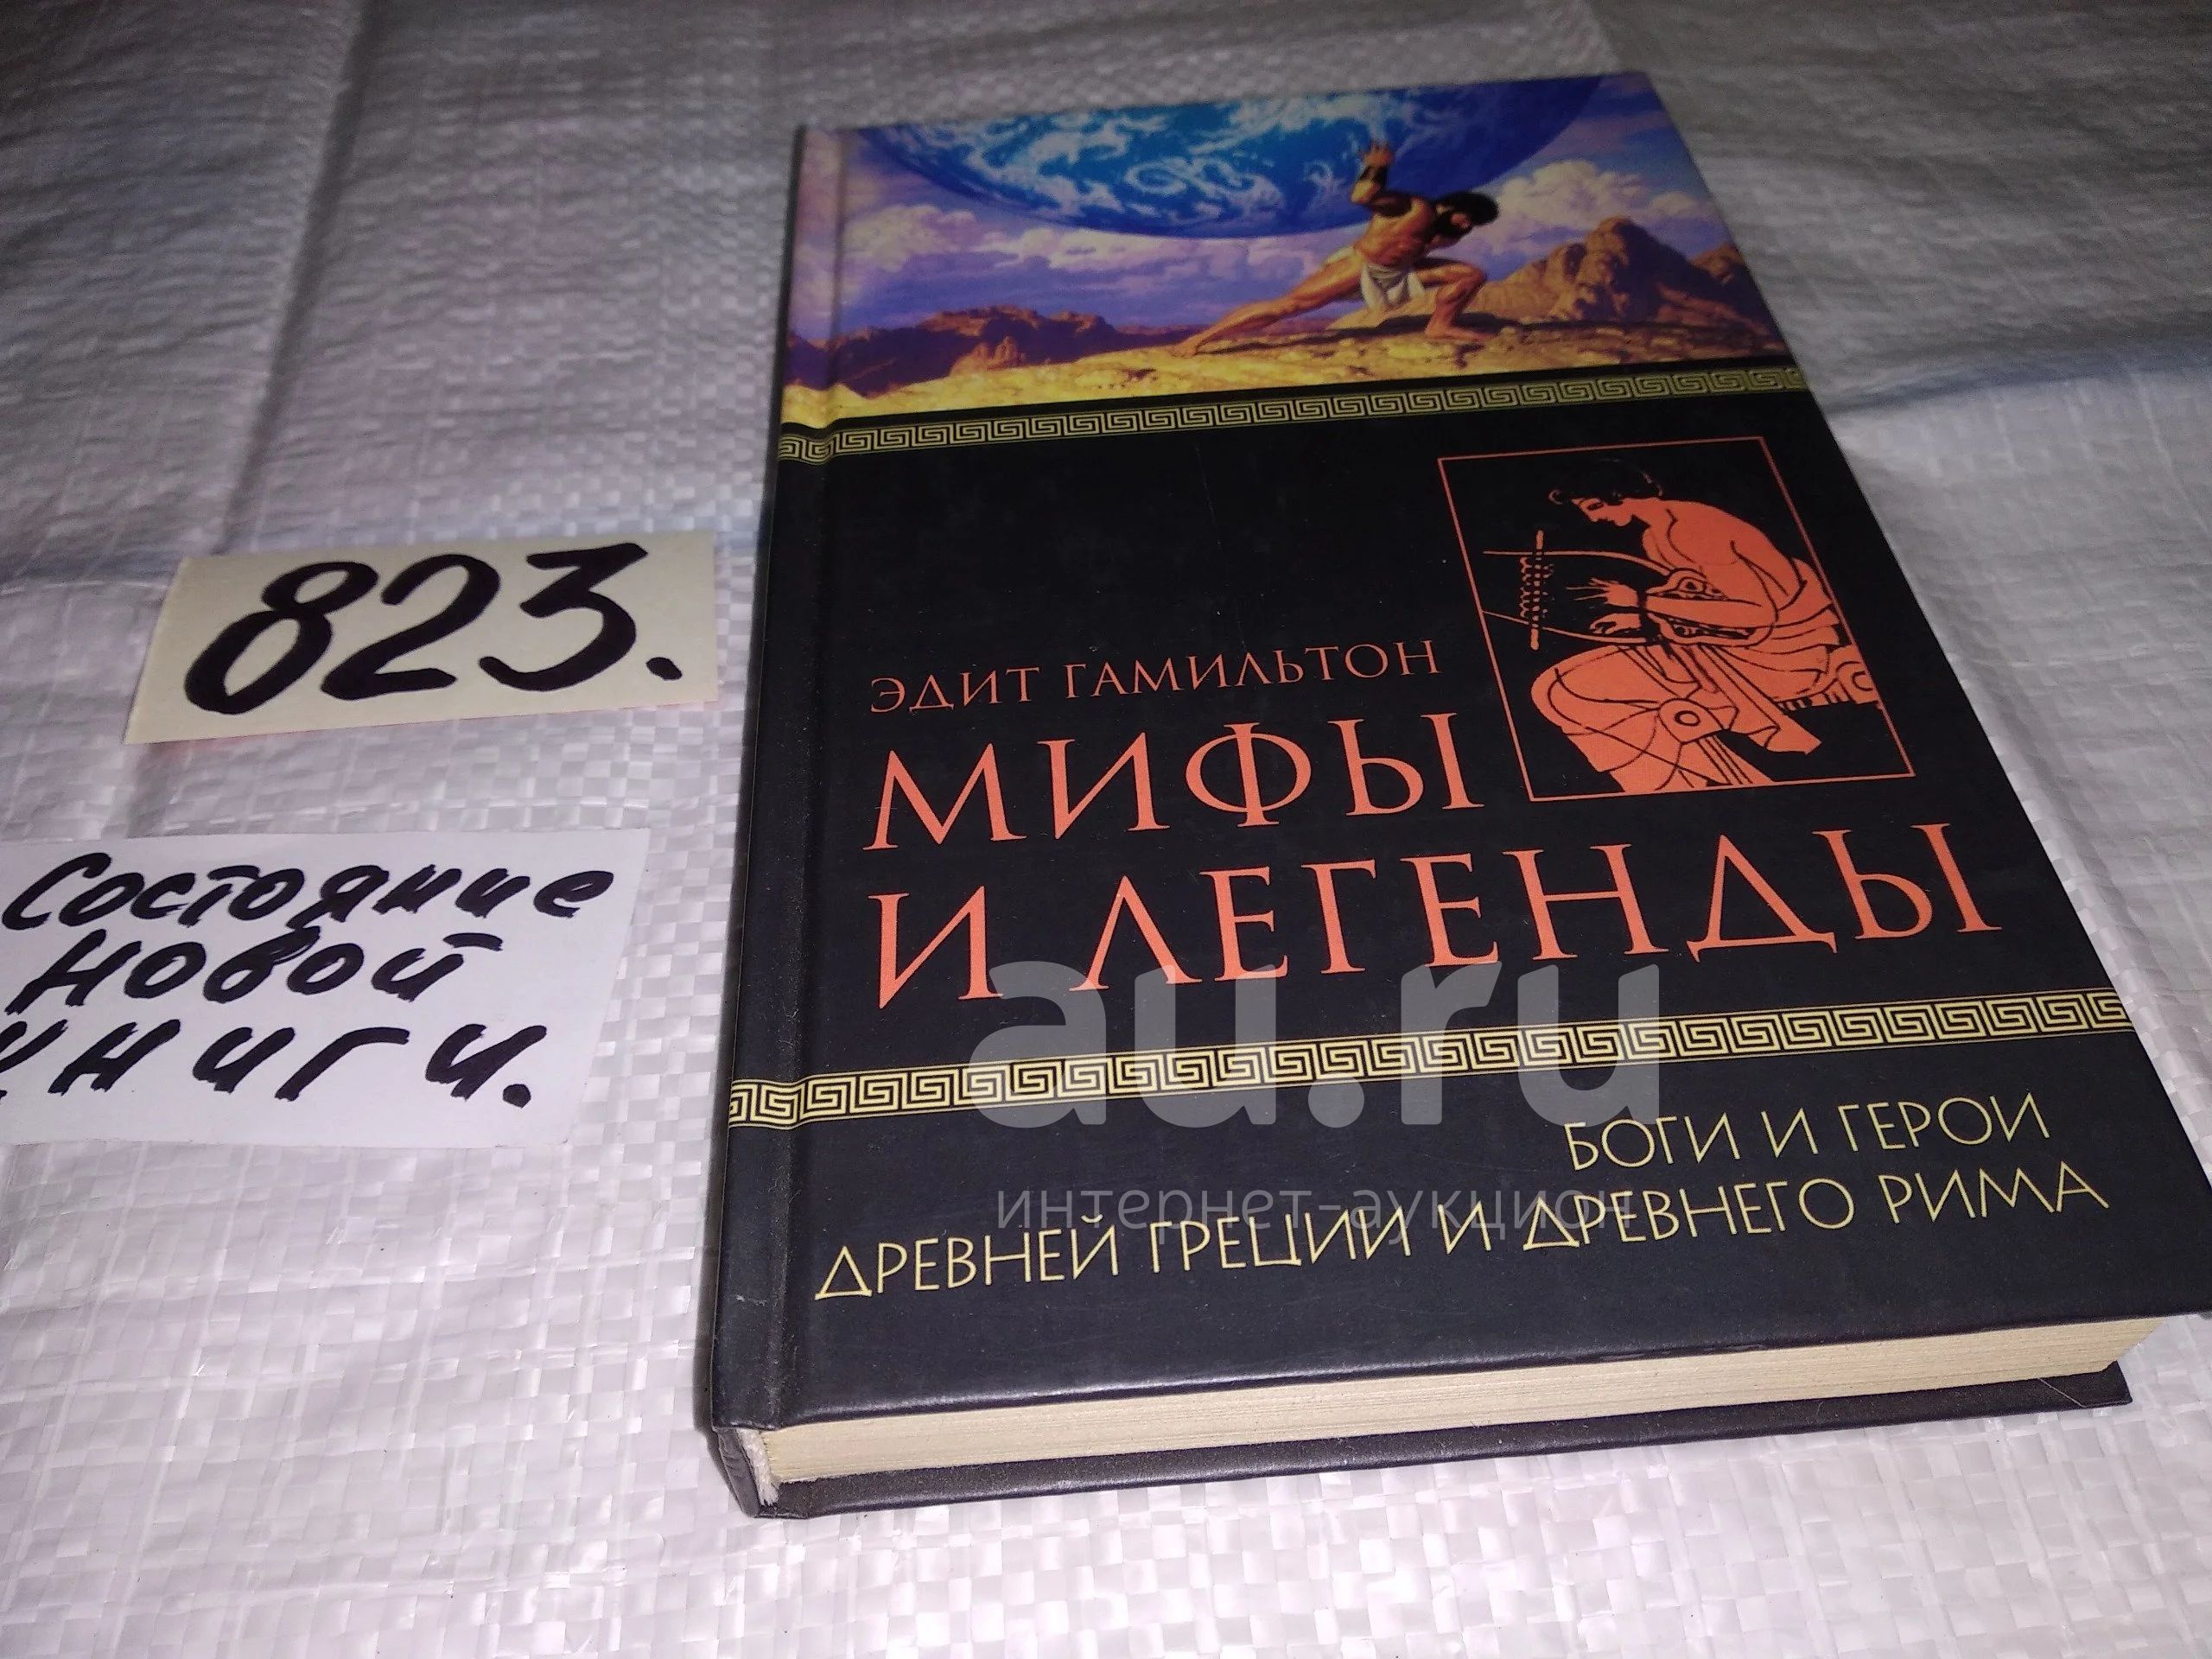 823.
Состояние
новой
книги.
ЭДИТ ГАМИЛЬТОН
МИФЫ
И ЛЕГЕНДЫ
БОГИ И ГЕРОИ
ДРЕВНЕЙ ГРЕЦИИ И ДРЕВНЕГО РИМА
au.ru
интернет-аукцион